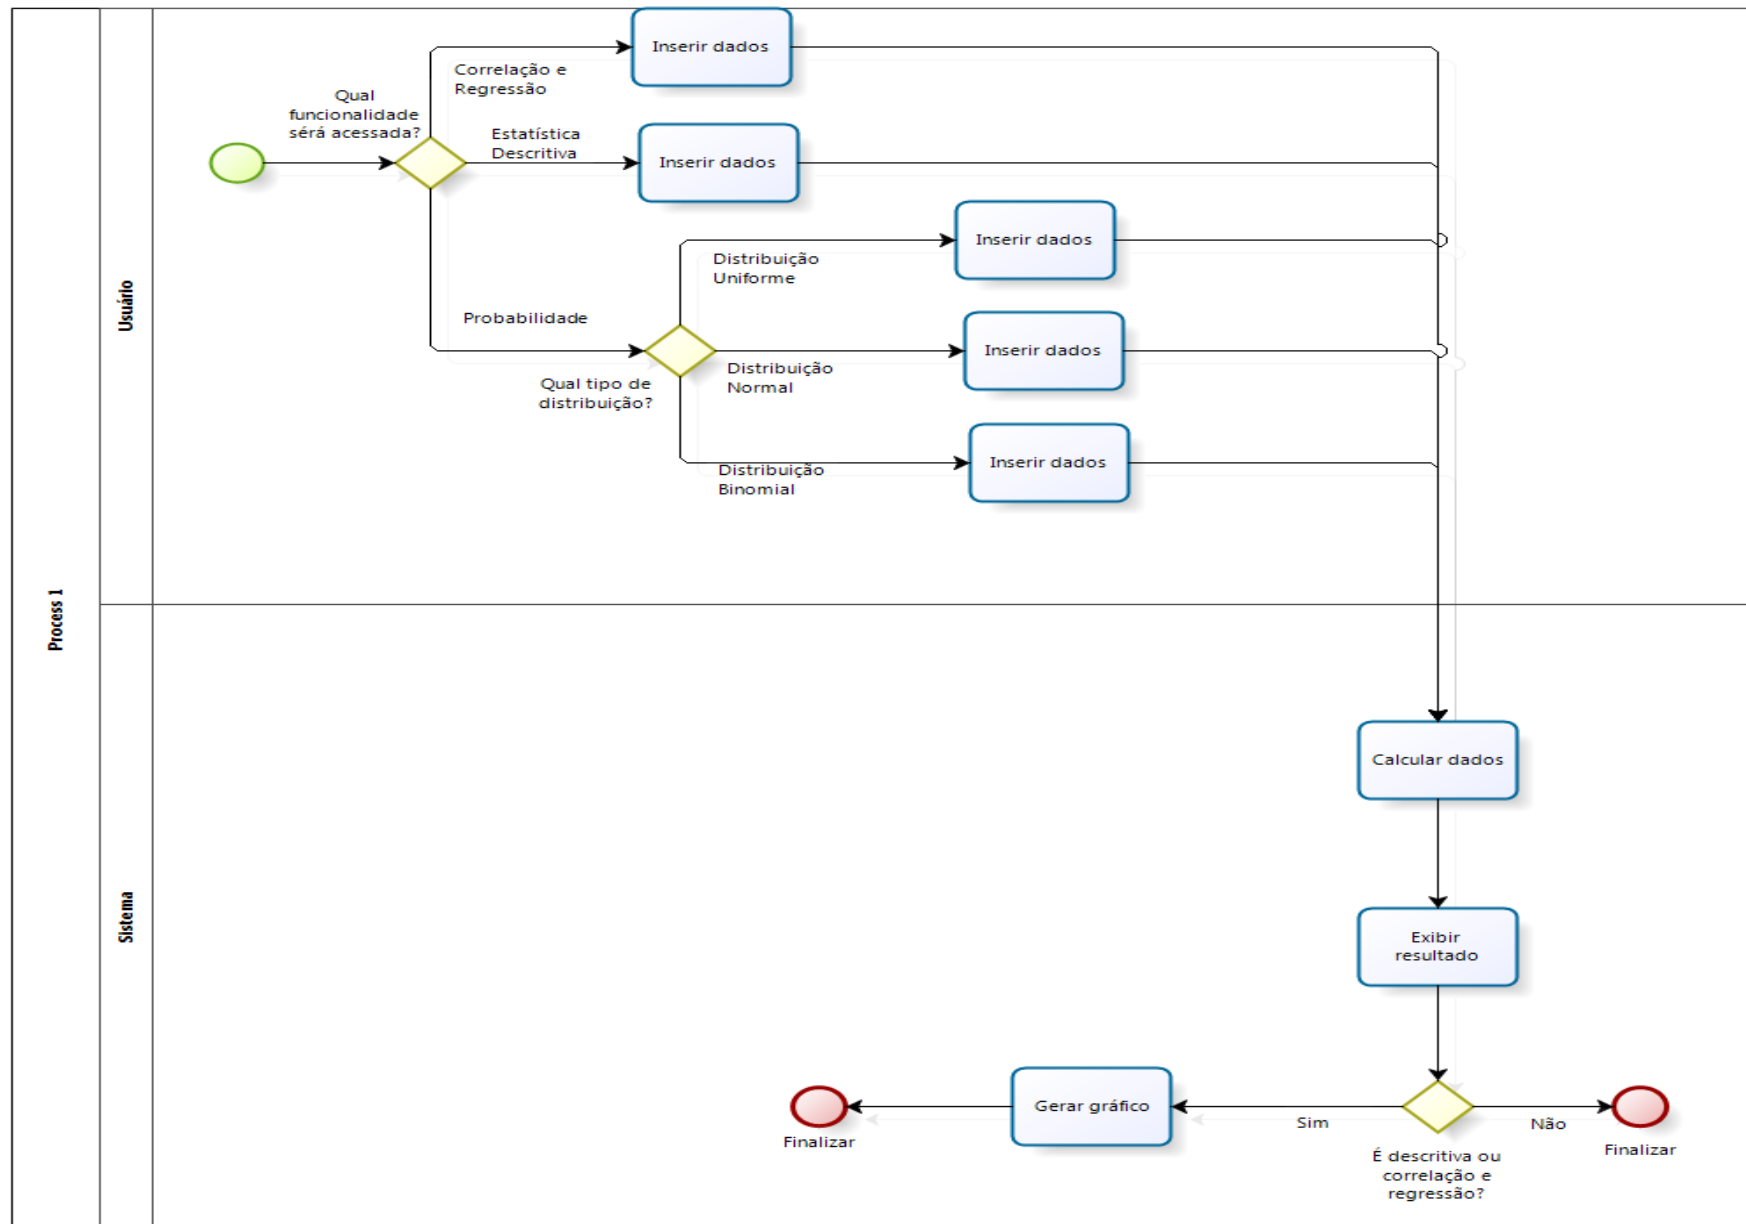 Process 1
Usuário
Sistema
Qual
funcionalidade
sérá acessada?
Correlação e
Regressão
Inserir dados
Estatística
Descritiva
Inserir dados
Probabilidade
Qual tipo de
distribuição?
Distribuição
Uniforme
Inserir dados
Distribuição
Normal
Inserir dados
Distribuição
Binomial
Inserir dados
Calcular dados
Exibir
resultado
É descritiva ou
correlação e
regressão?
Sim
Gerar gráfico
Finalizar
Não
Finalizar